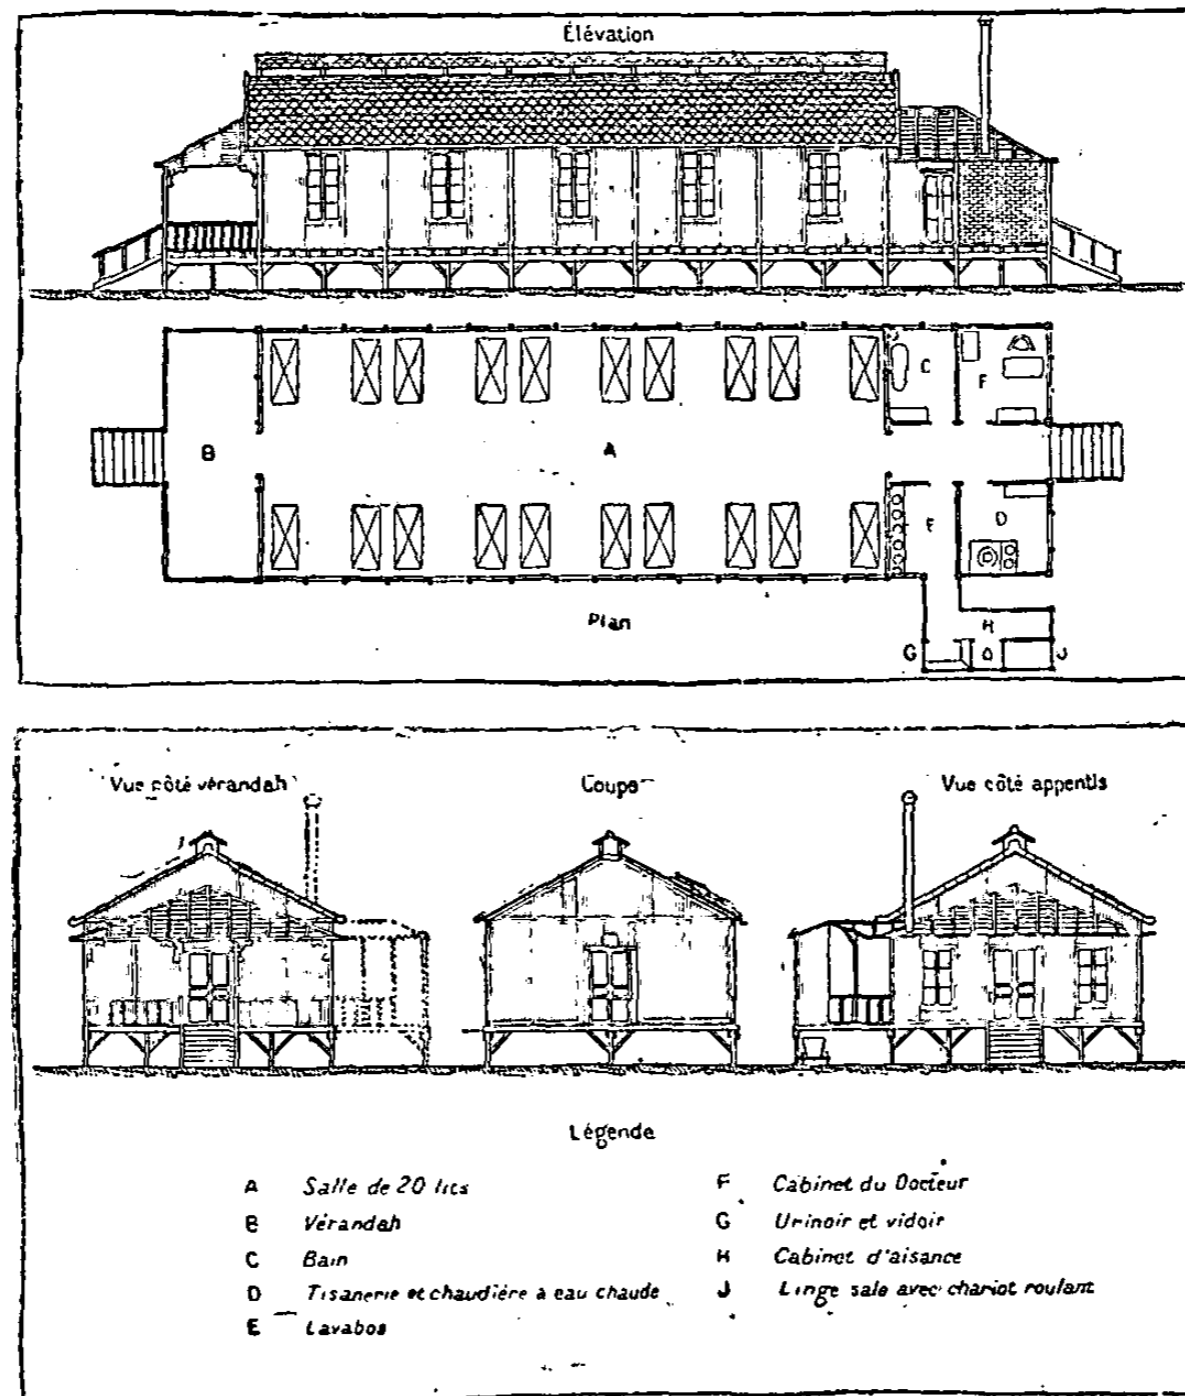 Élévation
C
F
B
A
E
D
Plan
H
G
J
Vue côté vérandah
Coupe
Vue côté appentis
Légende
A Salle de 20 lits
B Vérandah
C Bain
D Tisanerie et chaudière à eau chaude
E Lavabos
F Cabinet du Docteur
G Urinoir et vidoir
H Cabinet d'aisance
J Linge sale avec chariot roulant